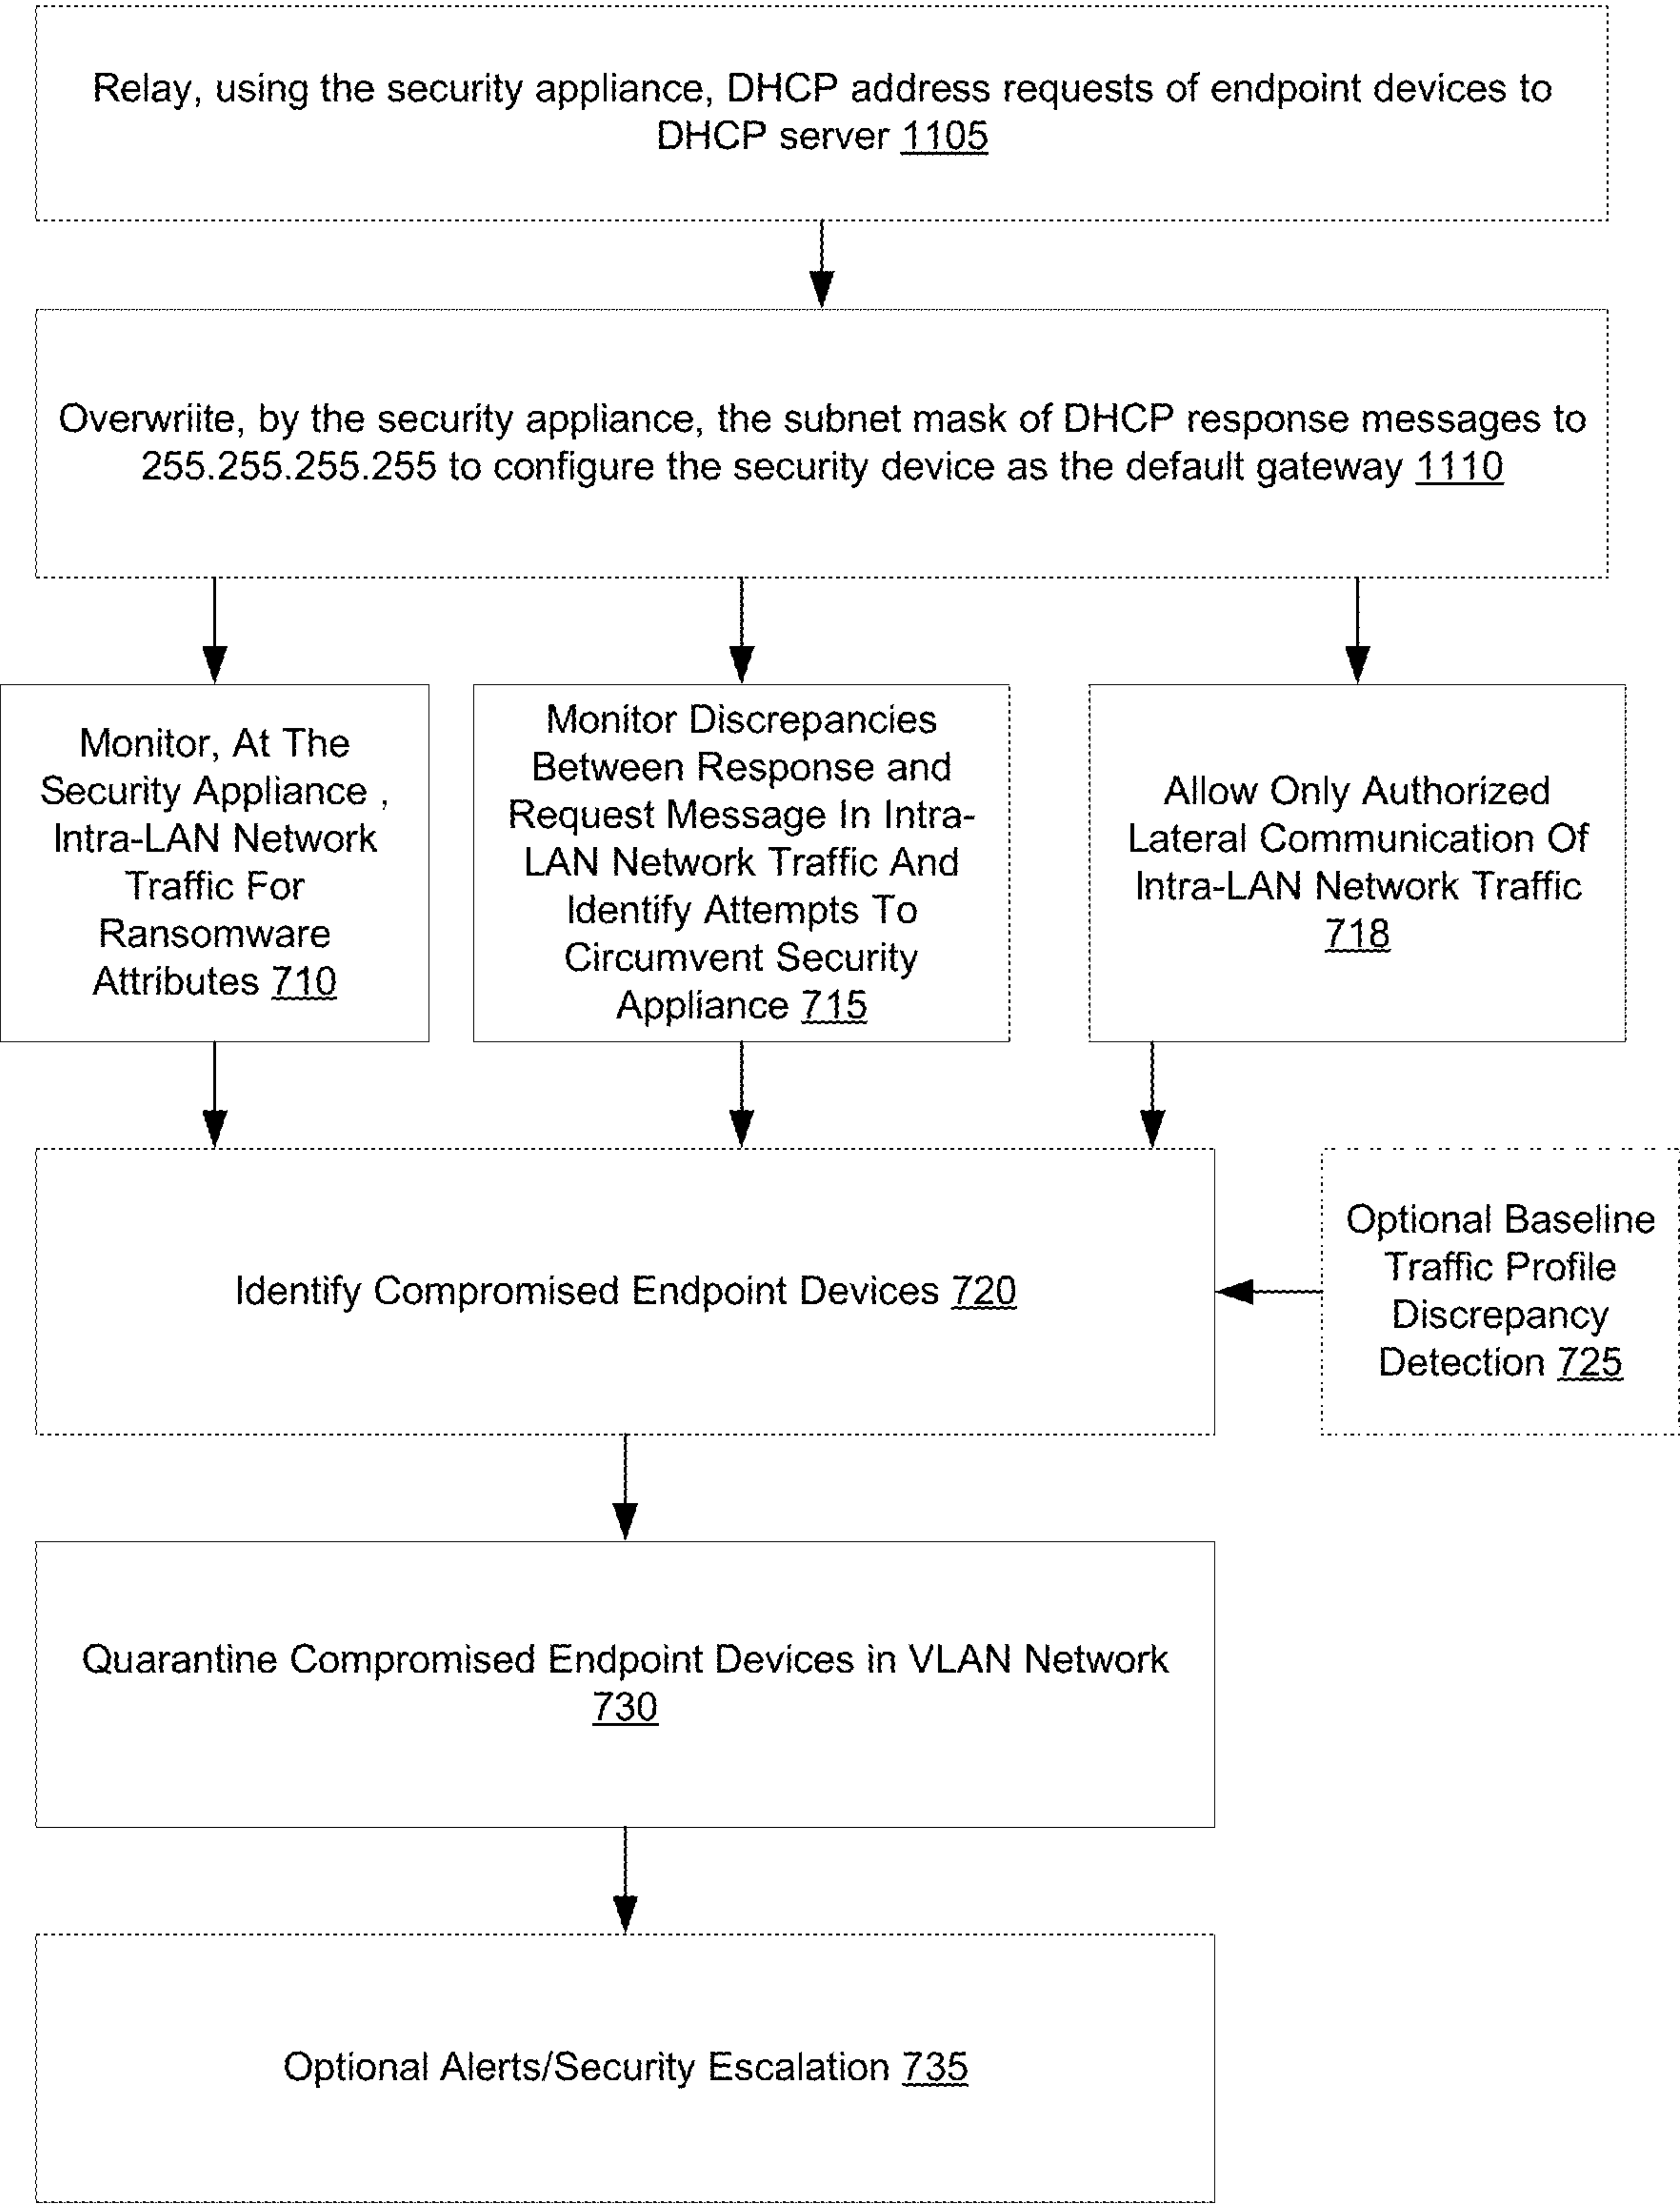 Relay, using the security appliance, DHCP address requests of endpoint devices to
DHCP server 1105
Overwriite, by the security appliance, the subnet mask of DHCP response messages to
255.255.255.255 to configure the security device as the default gateway 1110
Monitor, At The
Security Appliance ,
Intra-LAN Network
Traffic For
Ransomware
Attributes 710
Monitor Discrepancies
Between Response and
Request Message In Intra-
LAN Network Traffic And
Identify Attempts To
Circumvent Security
Appliance 715
Allow Only Authorized
Lateral Communication Of
Intra-LAN Network Traffic
718
Identify Compromised Endpoint Devices 720
Optional Baseline
Traffic Profile
Discrepancy
Detection 725
Quarantine Compromised Endpoint Devices in VLAN Network
730
Optional Alerts/Security Escalation 735